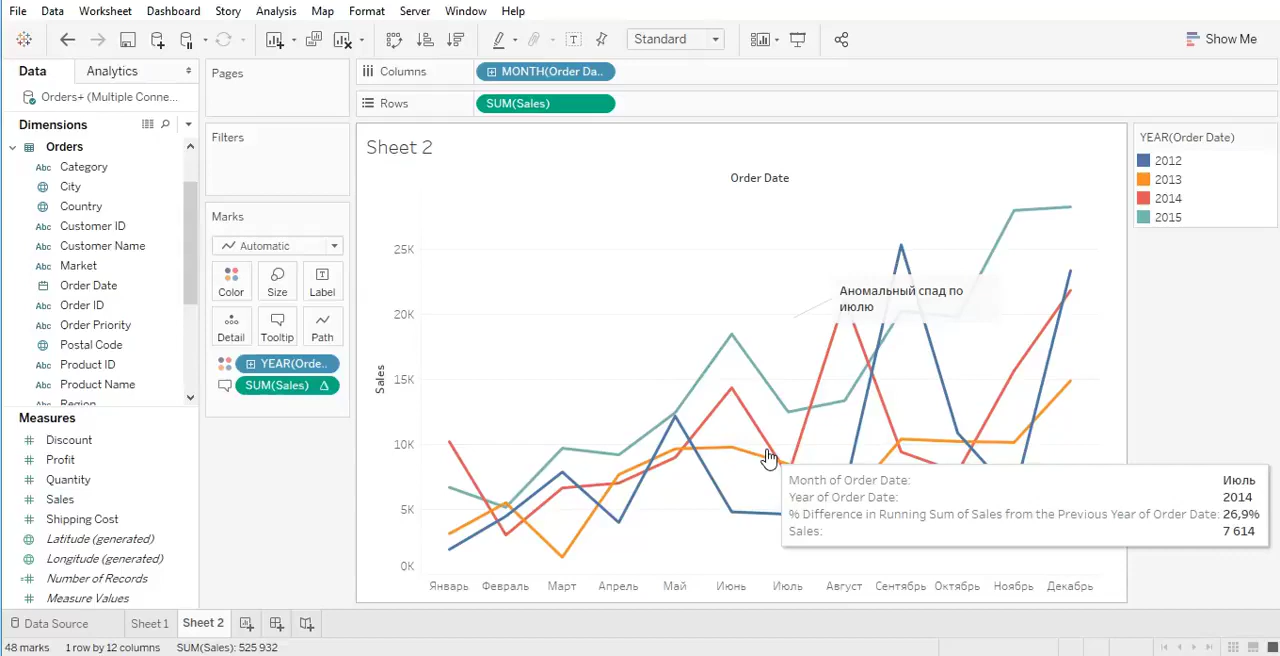 File Data Worksheet Dashboard Story Analysis Map Format Server Window Help
Standard
Show Me
Data
Analytics
Orders+ (Multiple Conne...
Dimensions
Orders
Abc Category
City
Country
Abc Customer ID
Abc Customer Name
Abc Market
Order Date
Abc Order ID
Abc Order Priority
Postal Code
Abc Product ID
Abc Product Name
Measures
Discount
Profit
Quantity
Sales
Shipping Cost
Latitude (generated)
Longitude (generated)
Number of Records
Measure Values
Pages
Filters
Marks
Automatic
Color Size Label
Detail Tooltip Path
YEAR(Orde..
SUM(Sales) Δ
Columns
MONTH(Order Da..
Rows
SUM(Sales)
Sheet 2
Order Date
Sales
25K
20K
15K
10K
5K
0K
Аномальный спад по
июлю
Month of Order Date: Июль
Year of Order Date: 2014
% Difference in Running Sum of Sales from the Previous Year of Order Date: 26,9%
Sales: 7 614
Январь Февраль Март Апрель Май Июнь Июль Август Сентябрь Октябрь Ноябрь Декабрь
YEAR(Order Date)
2012
2013
2014
2015
Data Source Sheet 1 Sheet 2
48 marks 1 row by 12 columns SUM(Sales): 525 932